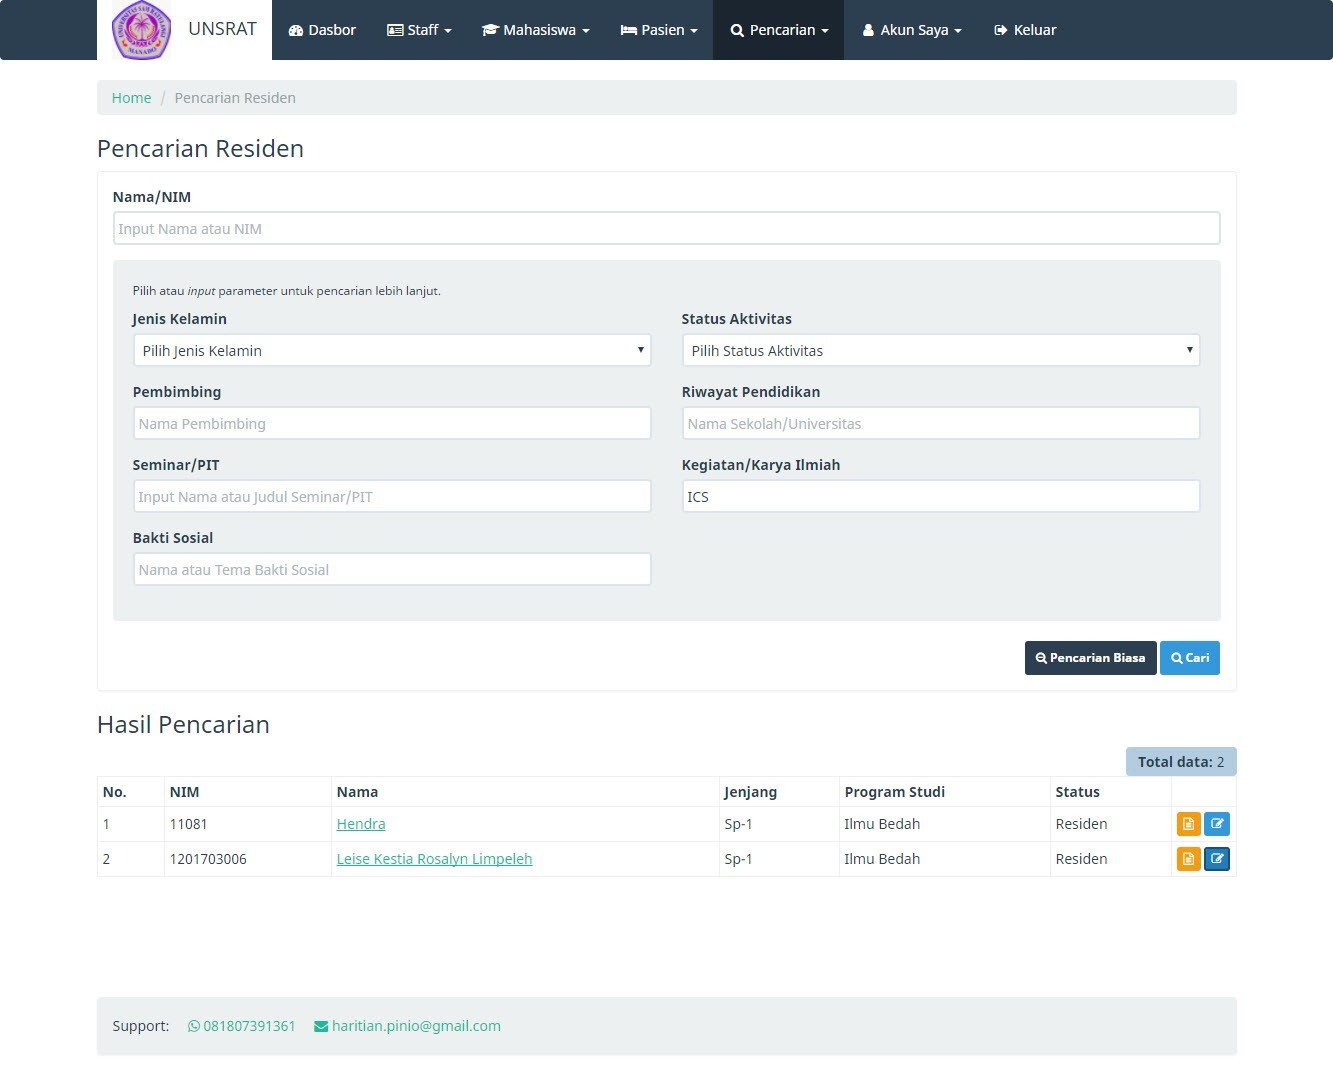 UNSRAT Dasbor Staff Mahasiswa Pasien Pencarian Akun Saya Keluar
Home / Pencarian Residen
Pencarian Residen
Nama/NIM
Input Nama atau NIM
Pilih atau input parameter untuk pencarian lebih lanjut.
Jenis Kelamin Status Aktivitas
Pilih Jenis Kelamin Pilih Status Aktivitas
Pembimbing Riwayat Pendidikan
Nama Pembimbing Nama Sekolah/Universitas
Seminar/PIT Kegiatan/Karya Ilmiah
Input Nama atau Judul Seminar/PIT ICS
Bakti Sosial
Nama atau Tema Bakti Sosial
Pencarian Biasa Cari
Hasil Pencarian
Total data: 2
No. NIM Nama Jenjang Program Studi Status
1 11081 Hendra Sp-1 Ilmu Bedah Residen
2 1201703006 Leise Kestia Rosalyn Limpeleh Sp-1 Ilmu Bedah Residen
Support: 081807391361 haritian.pinio@gmail.com